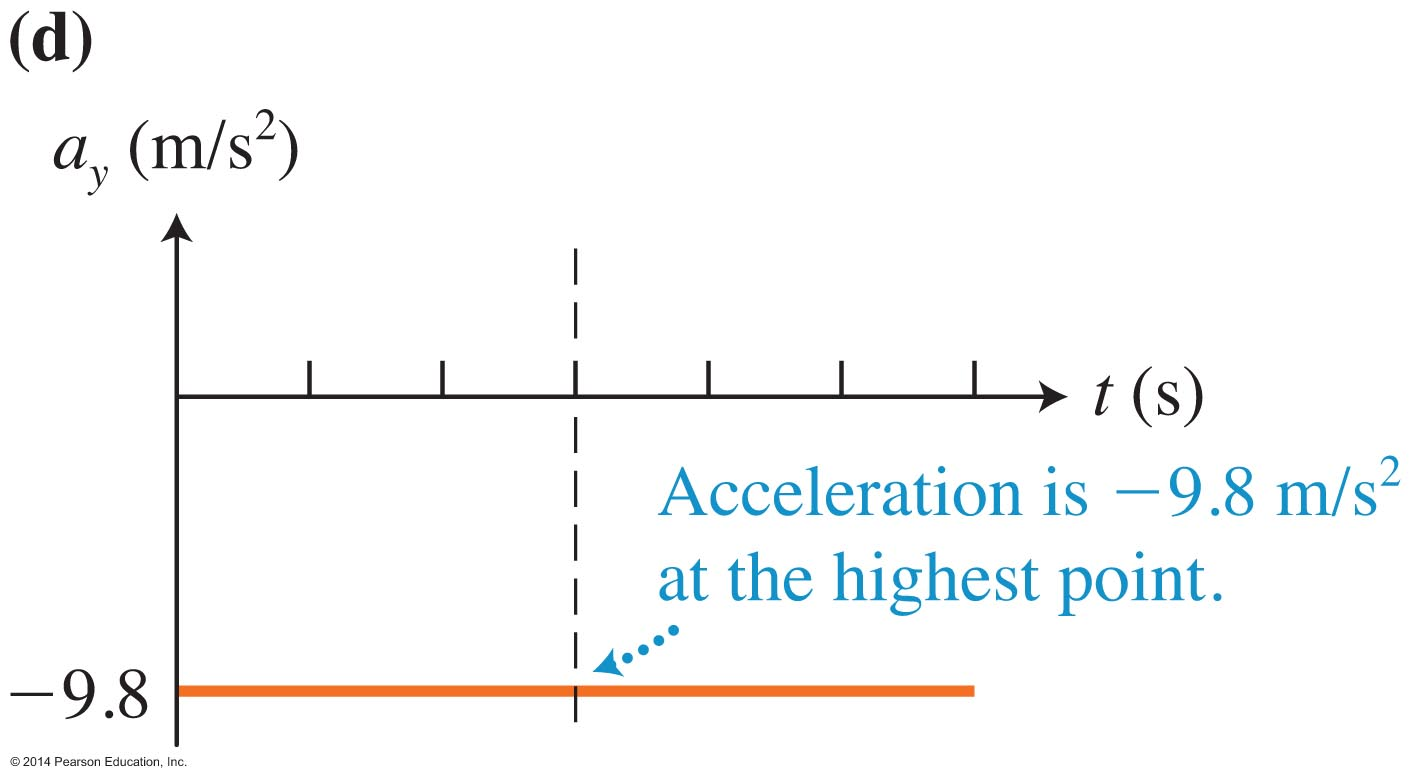 (d)
a_y (m/s²)
t (s)
Acceleration is −9.8 m/s²
at the highest point.
−9.8
© 2014 Pearson Education, Inc.